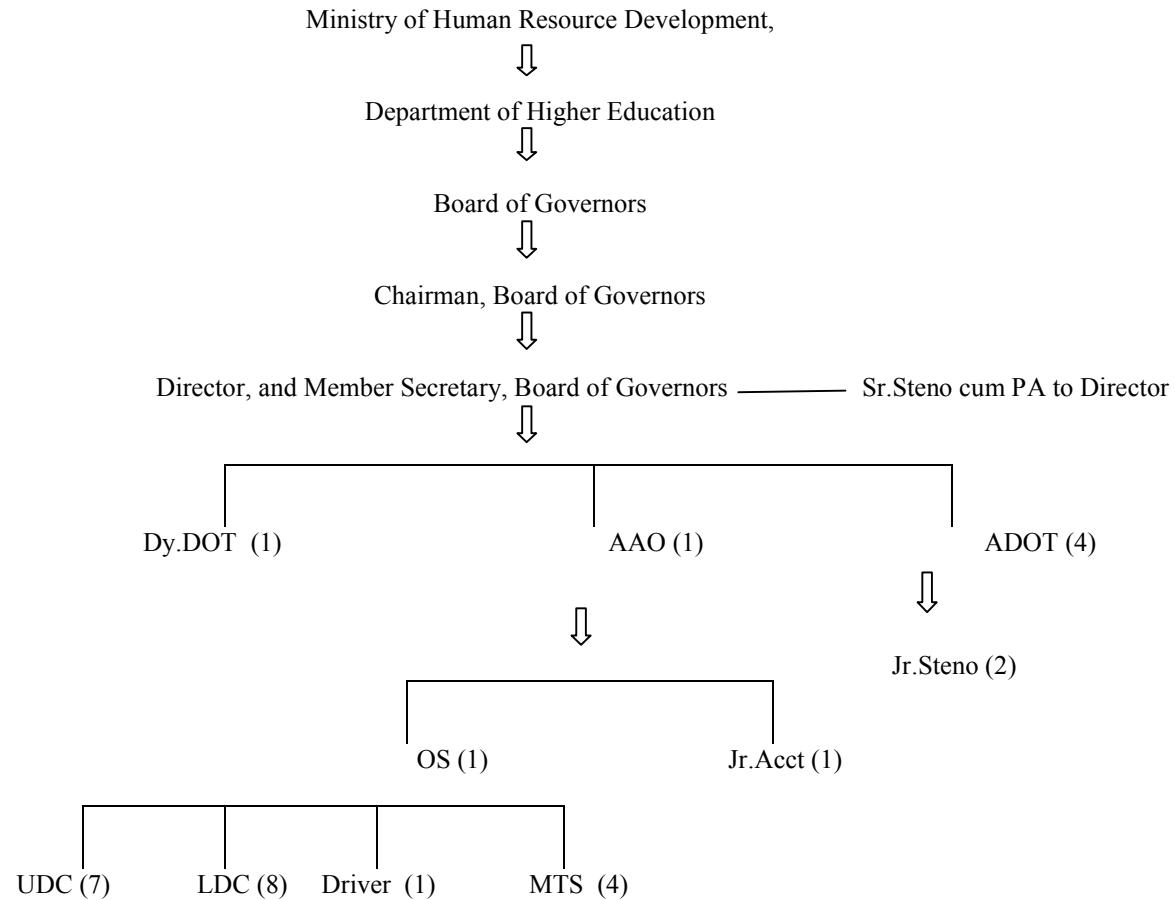 Ministry of Human Resource Development,
Department of Higher Education
Board of Governors
Chairman, Board of Governors
Director, and Member Secretary, Board of Governors Sr.Steno cum PA to Director
Dy.DOT (1) AAO (1) ADOT (4)
Jr.Steno (2)
OS (1) Jr.Acct (1)
UDC (7) LDC (8) Driver (1) MTS (4)